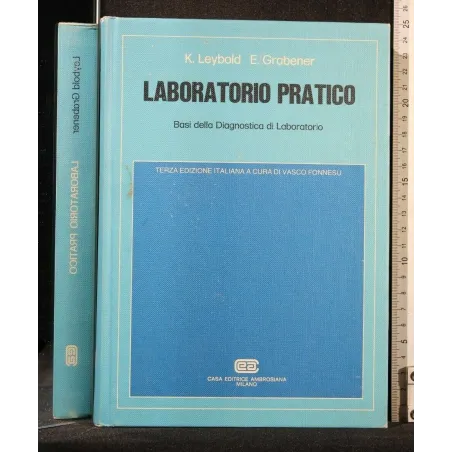 K. Leybold E. Grabener
LABORATORIO PRATICO
Basi della Diagnostica di Laboratorio
TERZA EDIZIONE ITALIANA A CURA DI VASCO FONNESU
CASA EDITRICE AMBROSIANA
MILANO
Leybold Grabener
LABORATORIO PRATICO